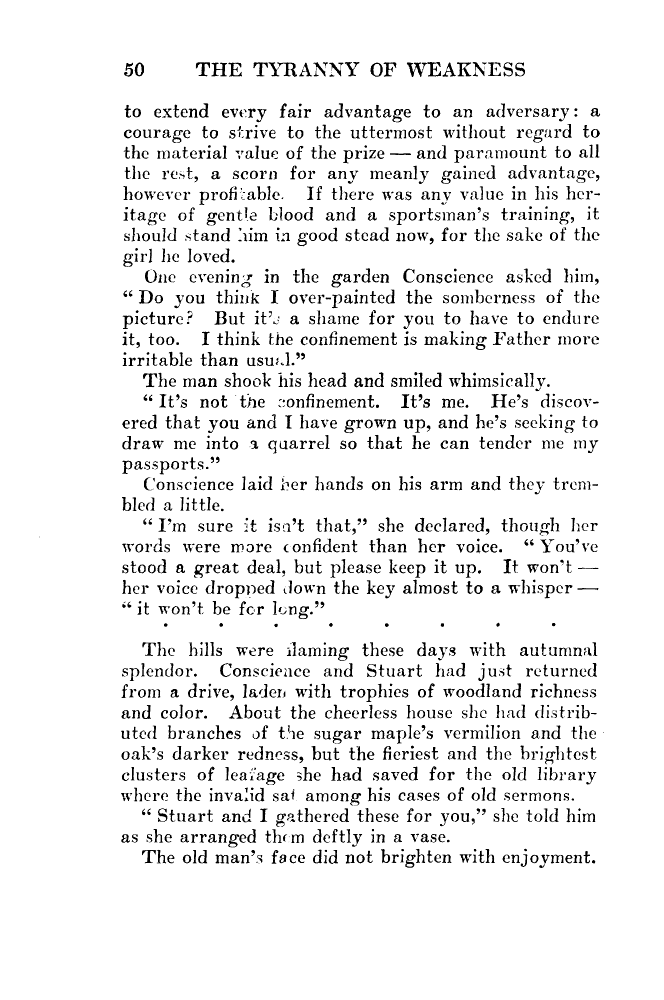 50 THE TYRANNY OF WEAKNESS
to extend every fair advantage to an adversary: a
courage to strive to the uttermost without regard to
the material value of the prize — and paramount to all
the rest, a scorn for any meanly gained advantage,
however profitable. If there was any value in his her-
itage of gentle blood and a sportsman's training, it
should stand him in good stead now, for the sake of the
girl he loved.
One evening in the garden Conscience asked him,
“Do you think I over-painted the somberness of the
picture? But it's a shame for you to have to endure
it, too. I think the confinement is making Father more
irritable than usual.”
The man shook his head and smiled whimsically.
“It's not the confinement. It's me. He's discov-
ered that you and I have grown up, and he's seeking to
draw me into a quarrel so that he can tender me my
passports.”
Conscience laid her hands on his arm and they trem-
bled a little.
“I'm sure it isn't that,” she declared, though her
words were more confident than her voice. “You've
stood a great deal, but please keep it up. It won't —
her voice dropped down the key almost to a whisper —
“it won't be for long.”
. . . . . . . .
The hills were flaming these days with autumnal
splendor. Conscience and Stuart had just returned
from a drive, laden with trophies of woodland richness
and color. About the cheerless house she had distrib-
uted branches of the sugar maple's vermilion and the
oak's darker redness, but the fieriest and the brightest
clusters of leafage she had saved for the old library
where the invalid sat among his cases of old sermons.
“Stuart and I gathered these for you,” she told him
as she arranged them deftly in a vase.
The old man's face did not brighten with enjoyment.